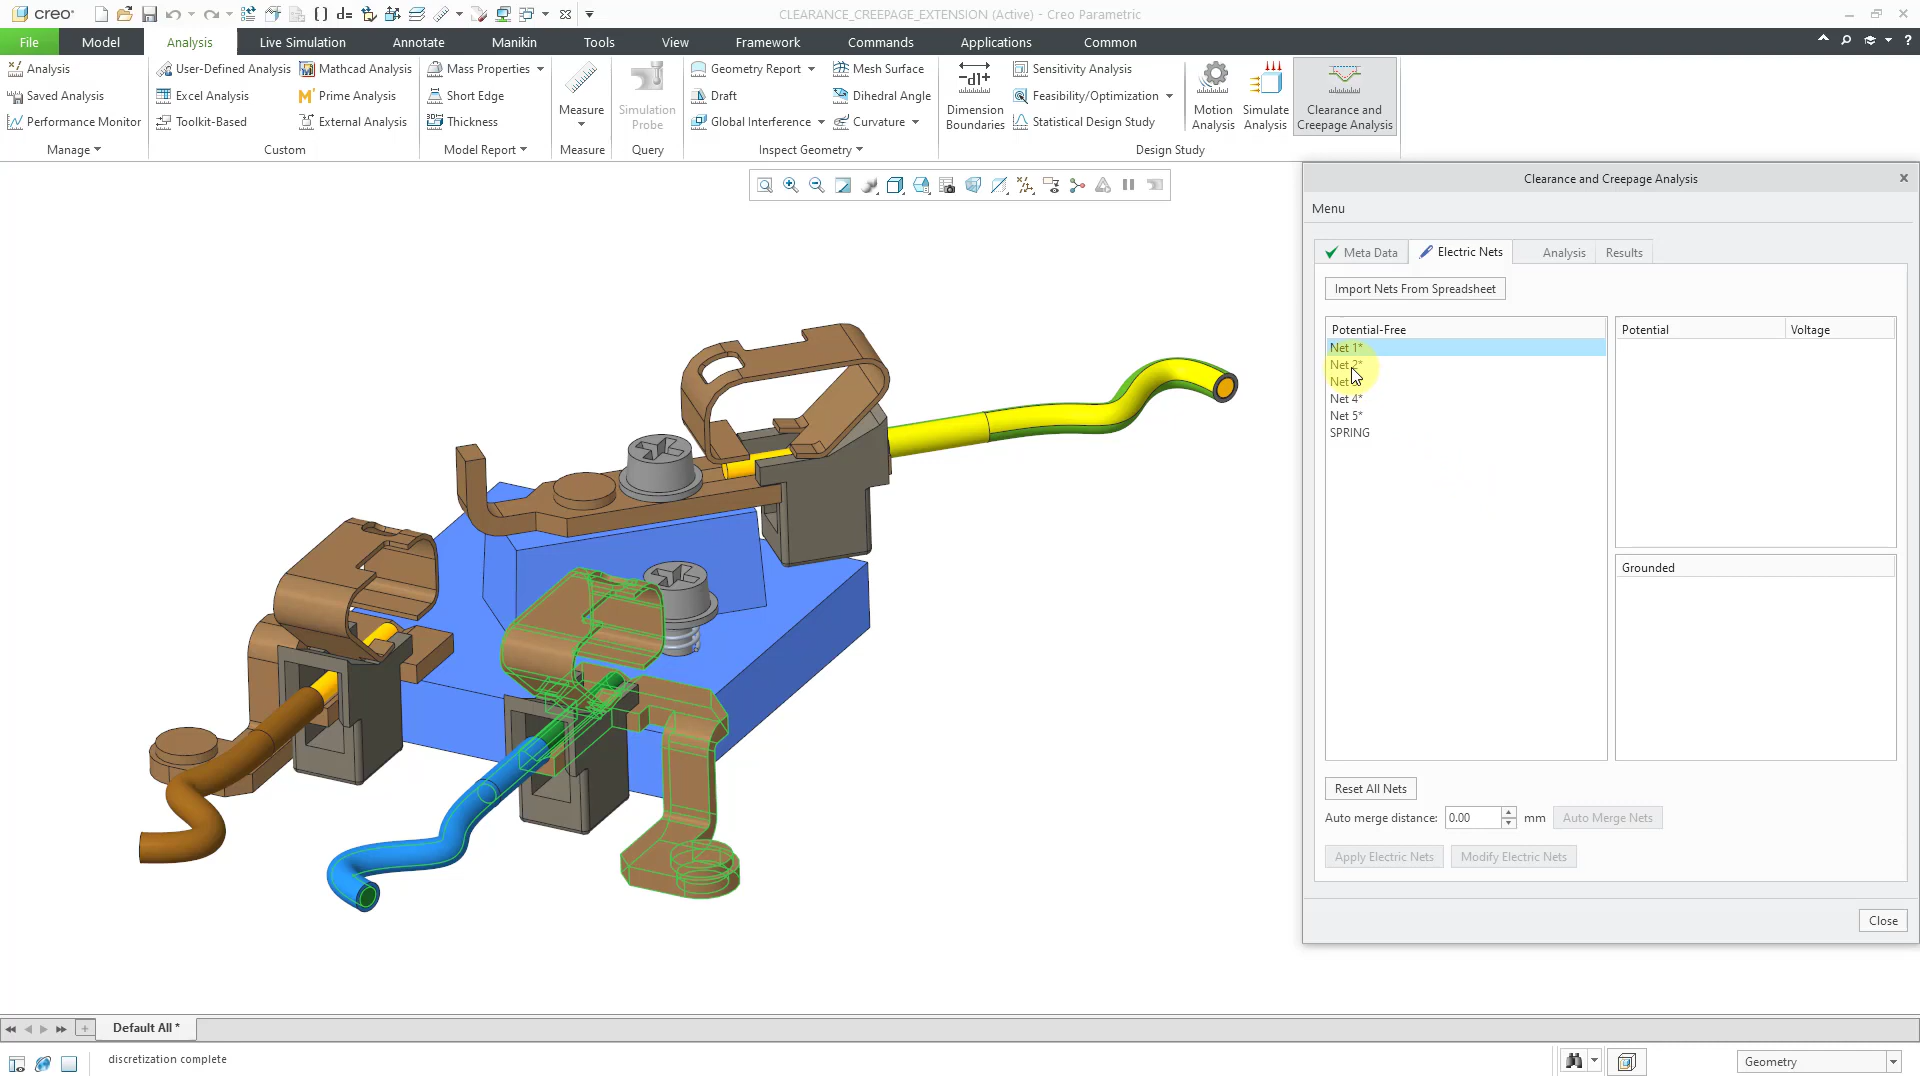 creo°
d=
CLEARANCE_CREEPAGE_EXTENSION (Active) - Creo Parametric
File
Model
Analysis
Live Simulation
Annotate
Manikin
Tools
View
Framework
Commands
Applications
Common
Analysis
Saved Analysis
Performance Monitor
Manage
User-Defined Analysis
Excel Analysis
Toolkit-Based
Mathcad Analysis
Prime Analysis
External Analysis
Custom
Mass Properties
Short Edge
Thickness
Model Report
Measure
Measure
Simulation
Probe
Query
Geometry Report
Draft
Global Interference
Mesh Surface
Dihedral Angle
Curvature
Inspect Geometry
Dimension
Boundaries
Sensitivity Analysis
Feasibility/Optimization
Statistical Design Study
Motion
Analysis
Simulate
Analysis
Clearance and
Creepage Analysis
Design Study
Clearance and Creepage Analysis
Menu
Meta Data
Electric Nets
Analysis
Results
Import Nets From Spreadsheet
Potential-Free
Net 1*
Net 2*
Net
Net 4*
Net 5*
SPRING
Potential
Voltage
Grounded
Reset All Nets
Auto merge distance:
0.00
mm
Auto Merge Nets
Apply Electric Nets
Modify Electric Nets
Close
Default All *
discretization complete
Geometry